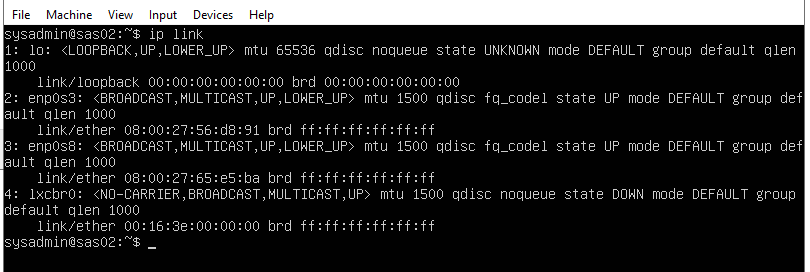 File Machine View Input Devices Help
sysadmin@sas02:~$ ip link
1: lo: <LOOPBACK,UP,LOWER_UP> mtu 65536 qdisc noqueue state UNKNOWN mode DEFAULT group default qlen
1000
    link/loopback 00:00:00:00:00:00 brd 00:00:00:00:00:00
2: enp0s3: <BROADCAST,MULTICAST,UP,LOWER_UP> mtu 1500 qdisc fq_codel state UP mode DEFAULT group def
ault qlen 1000
    link/ether 08:00:27:56:d8:91 brd ff:ff:ff:ff:ff:ff
3: enp0s8: <BROADCAST,MULTICAST,UP,LOWER_UP> mtu 1500 qdisc fq_codel state UP mode DEFAULT group def
ault qlen 1000
    link/ether 08:00:27:65:e5:ba brd ff:ff:ff:ff:ff:ff
4: lxcbr0: <NO-CARRIER,BROADCAST,MULTICAST,UP> mtu 1500 qdisc noqueue state DOWN mode DEFAULT group
default qlen 1000
    link/ether 00:16:3e:00:00:00 brd ff:ff:ff:ff:ff:ff
sysadmin@sas02:~$ _